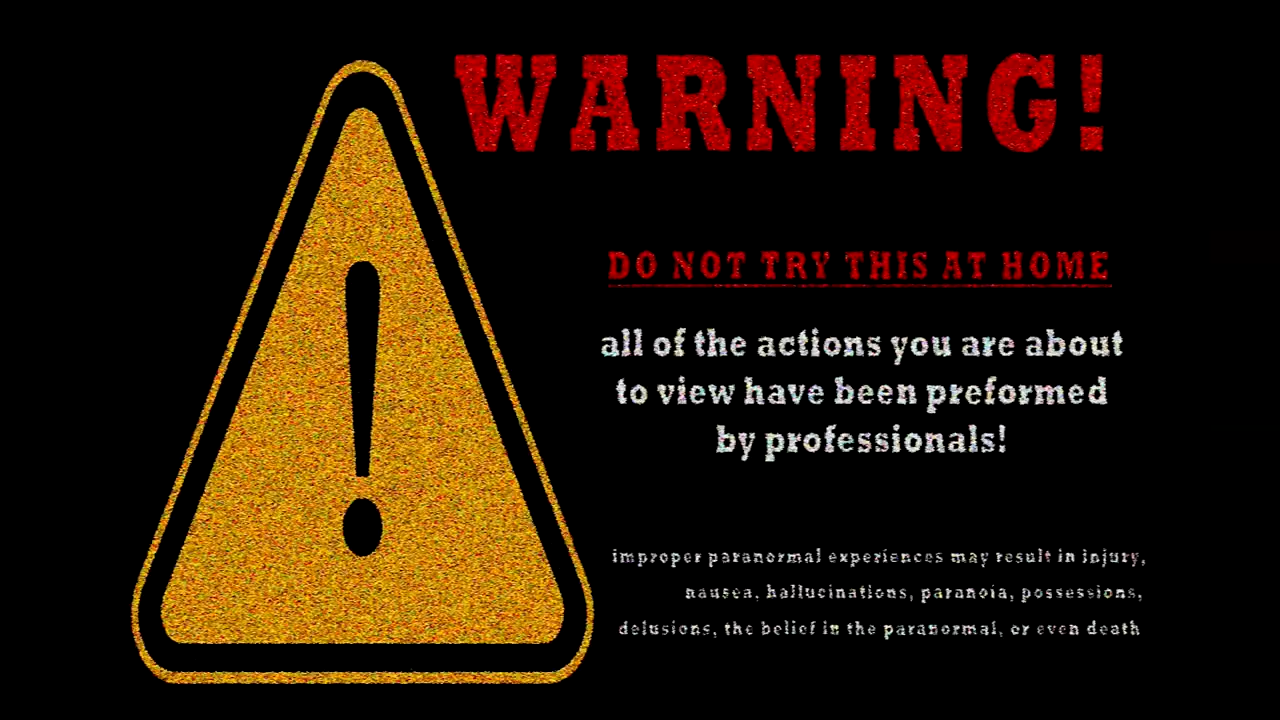 WARNING!
DO NOT TRY THIS AT HOME
all of the actions you are about
to view have been preformed
by professionals!
improper paranormal experiences may result in injury,
nausea, hallucinations, paranoia, possessions,
delusions, the belief in the paranormal, or even death